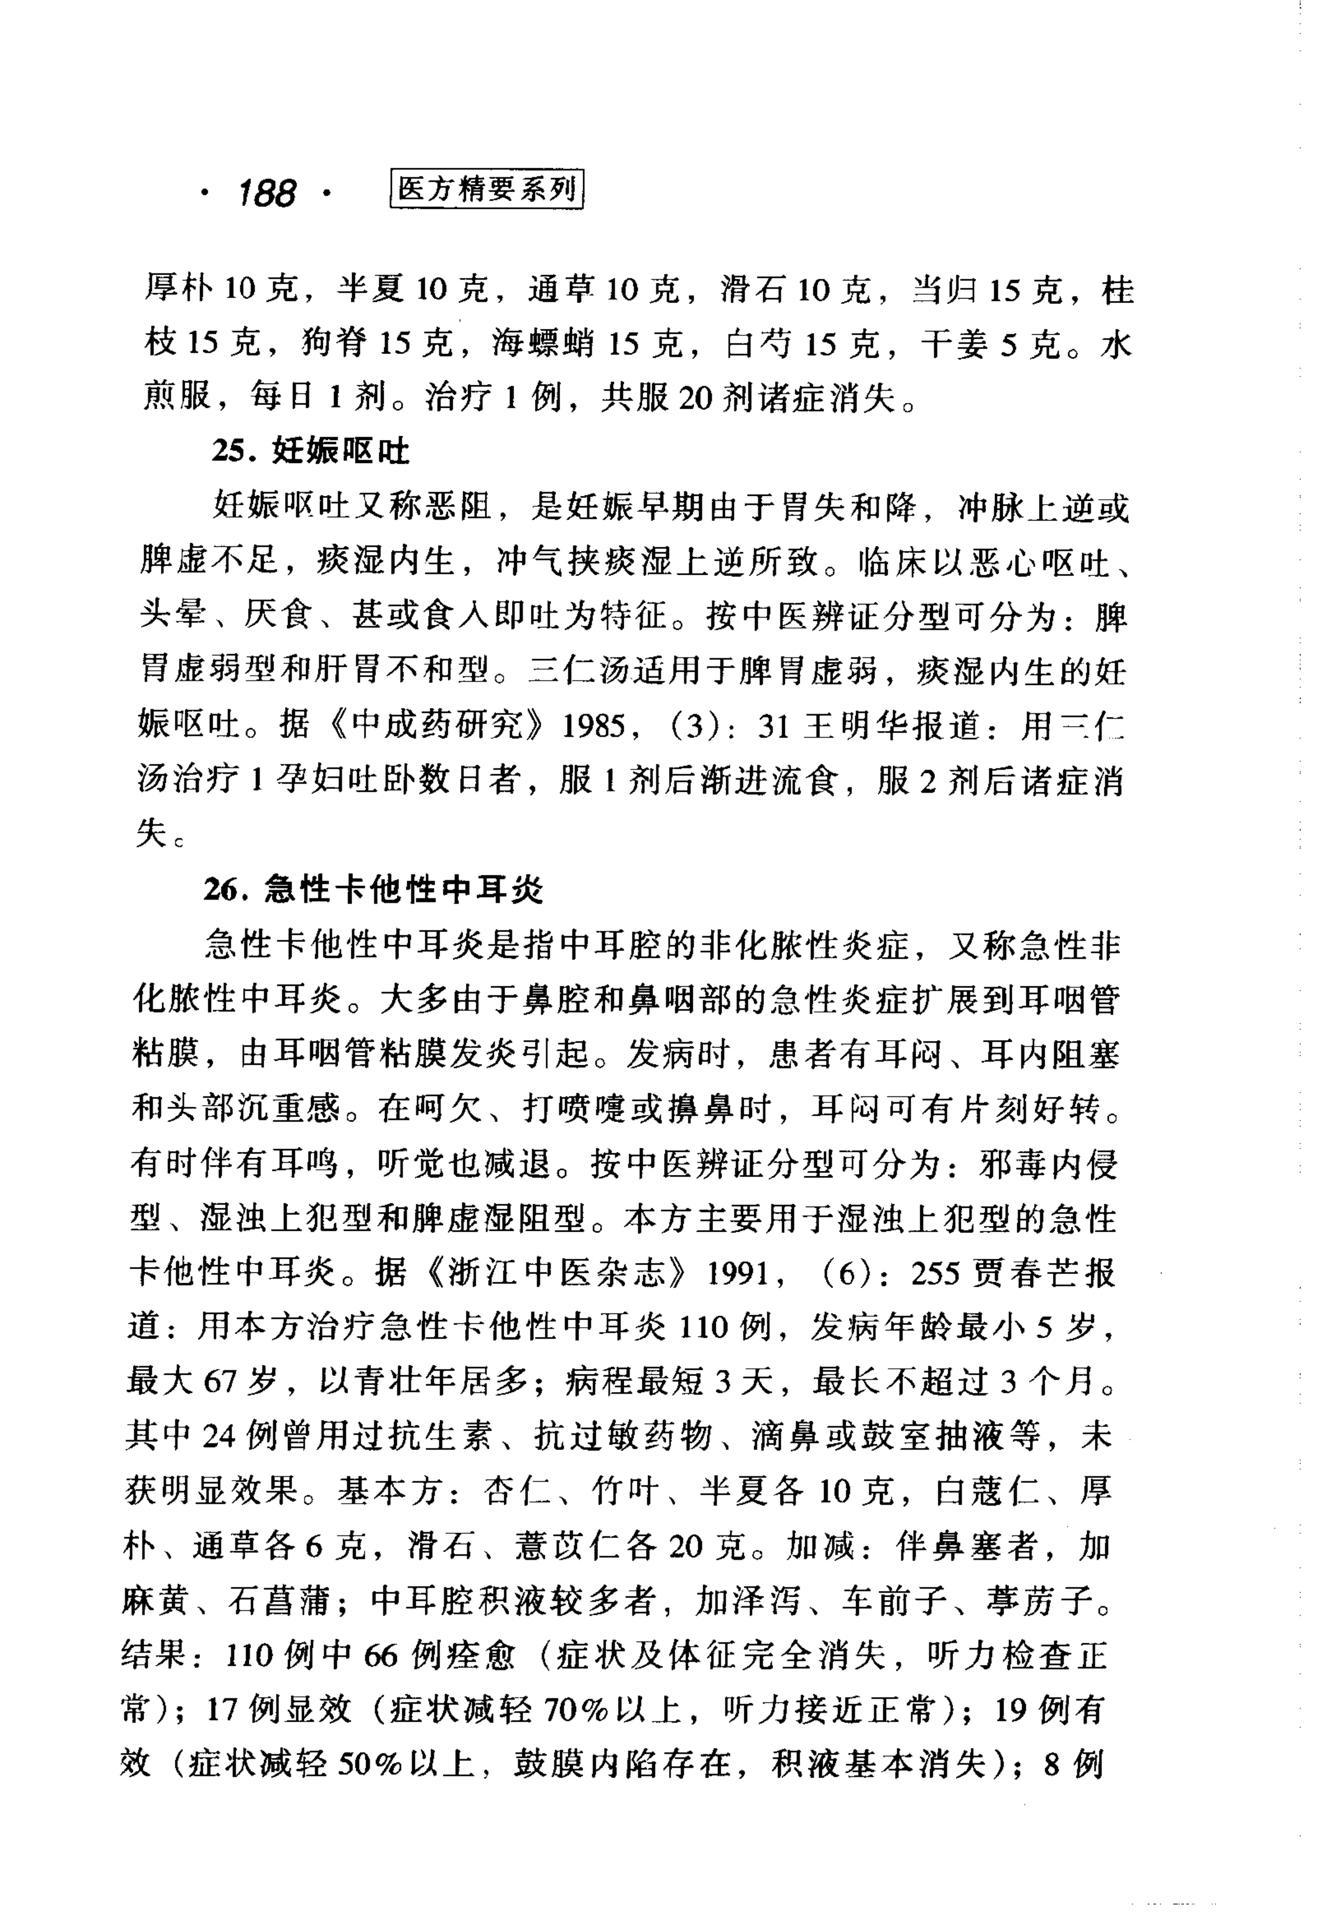 · 188 · 医方精要系列
厚朴 10 克，半夏 10 克，通草 10 克，滑石 10 克，当归 15 克，桂
枝 15 克，狗脊 15 克，海螵蛸 15 克，白芍 15 克，干姜 5 克。水
煎服，每日 1 剂。治疗 1 例，共服 20 剂诸症消失。
25. 妊娠呕吐
妊娠呕吐又称恶阻，是妊娠早期由于胃失和降，冲脉上逆或
脾虚不足，痰湿内生，冲气挟痰湿上逆所致。临床以恶心呕吐、
头晕、厌食、甚或食入即吐为特征。按中医辨证分型可分为：脾
胃虚弱型和肝胃不和型。三仁汤适用于脾胃虚弱，痰湿内生的妊
娠呕吐。据《中成药研究》1985，（3）：31 王明华报道：用三仁
汤治疗 1 孕妇吐卧数日者，服 1 剂后渐进流食，服 2 剂后诸症消
失。
26. 急性卡他性中耳炎
急性卡他性中耳炎是指中耳腔的非化脓性炎症，又称急性非
化脓性中耳炎。大多由于鼻腔和鼻咽部的急性炎症扩展到耳咽管
粘膜，由耳咽管粘膜发炎引起。发病时，患者有耳闷、耳内阻塞
和头部沉重感。在呵欠、打喷嚏或擤鼻时，耳闷可有片刻好转。
有时伴有耳鸣，听觉也减退。按中医辨证分型可分为：邪毒内侵
型、湿浊上犯型和脾虚湿阻型。本方主要用于湿浊上犯型的急性
卡他性中耳炎。据《浙江中医杂志》1991，（6）：255 贾春芒报
道：用本方治疗急性卡他性中耳炎 110 例，发病年龄最小 5 岁，
最大 67 岁，以青壮年居多；病程最短 3 天，最长不超过 3 个月。
其中 24 例曾用过抗生素、抗过敏药物、滴鼻或鼓室抽液等，未
获明显效果。基本方：杏仁、竹叶、半夏各 10 克，白蔻仁、厚
朴、通草各 6 克，滑石、薏苡仁各 20 克。加减：伴鼻塞者，加
麻黄、石菖蒲；中耳腔积液较多者，加泽泻、车前子、葶苈子。
结果：110 例中 66 例痊愈（症状及体征完全消失，听力检查正
常）；17 例显效（症状减轻 70%以上，听力接近正常）；19 例有
效（症状减轻 50%以上，鼓膜内陷存在，积液基本消失）；8 例